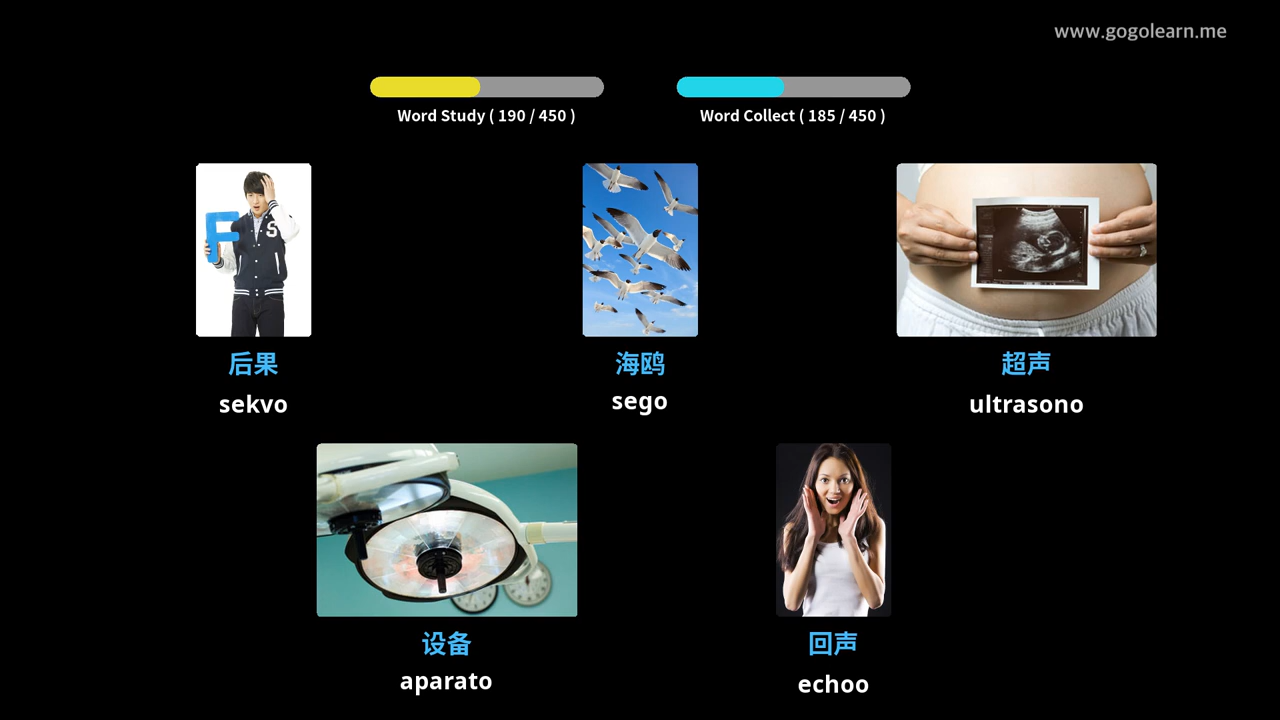 www.gogolearn.me
Word Study ( 190 / 450 )
Word Collect ( 185 / 450 )
F
S
后果
sekvo
海鸥
sego
超声
ultrasono
设备
aparato
回声
echoo